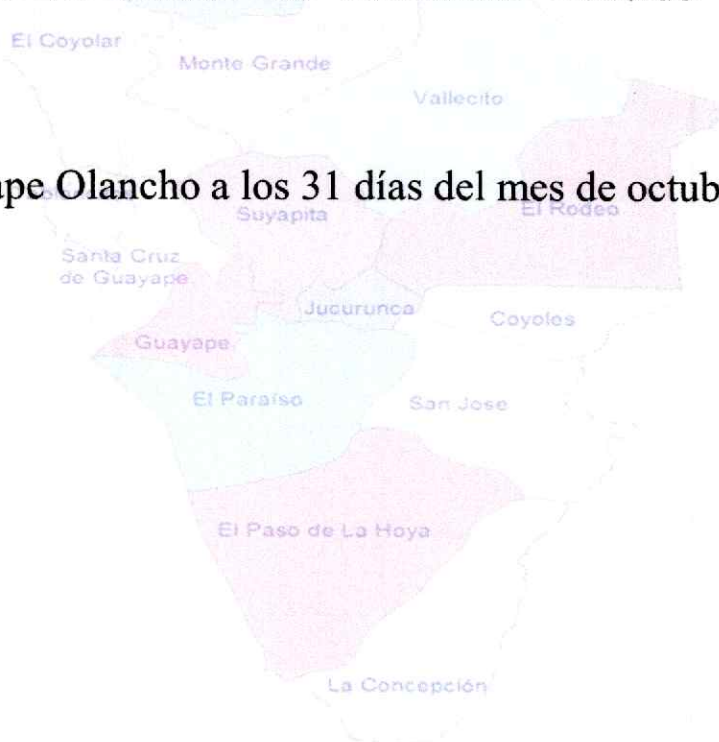 El Coyolar
Monte Grande
Vallecito
ape Olancho a los 31 días del mes de octub
Suyapita
El Rodeo
Santa Cruz
de Guayape
Jucurunca
Coyoles
Guayape
El Paraíso
San Jose
El Paso de La Hoya
La Concepción